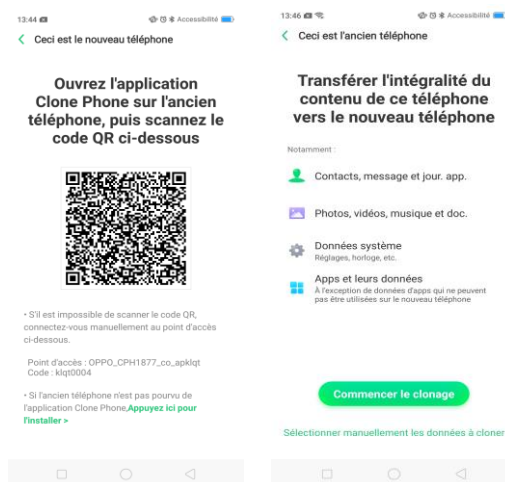 13:44
Accessibilité
Ceci est le nouveau téléphone
Ouvrez l'application
Clone Phone sur l'ancien
téléphone, puis scannez le
code QR ci-dessous
• S'il est impossible de scanner le code QR,
connectez-vous manuellement au point d'accès
ci-dessous.
Point d'accès : OPPO_CPH1877_co_apklqt
Code : klqt0004
• Si l'ancien téléphone n'est pas pourvu de
l'application Clone Phone,Appuyez ici pour
l'installer >
13:46
Accessibilité
Ceci est l'ancien téléphone
Transférer l'intégralité du
contenu de ce téléphone
vers le nouveau téléphone
Notamment :
Contacts, message et jour. app.
Photos, vidéos, musique et doc.
Données système
Réglages, horloge, etc.
Apps et leurs données
À l'exception de données d'apps qui ne peuvent
pas être utilisées sur le nouveau téléphone
Commencer le clonage
Sélectionner manuellement les données à cloner